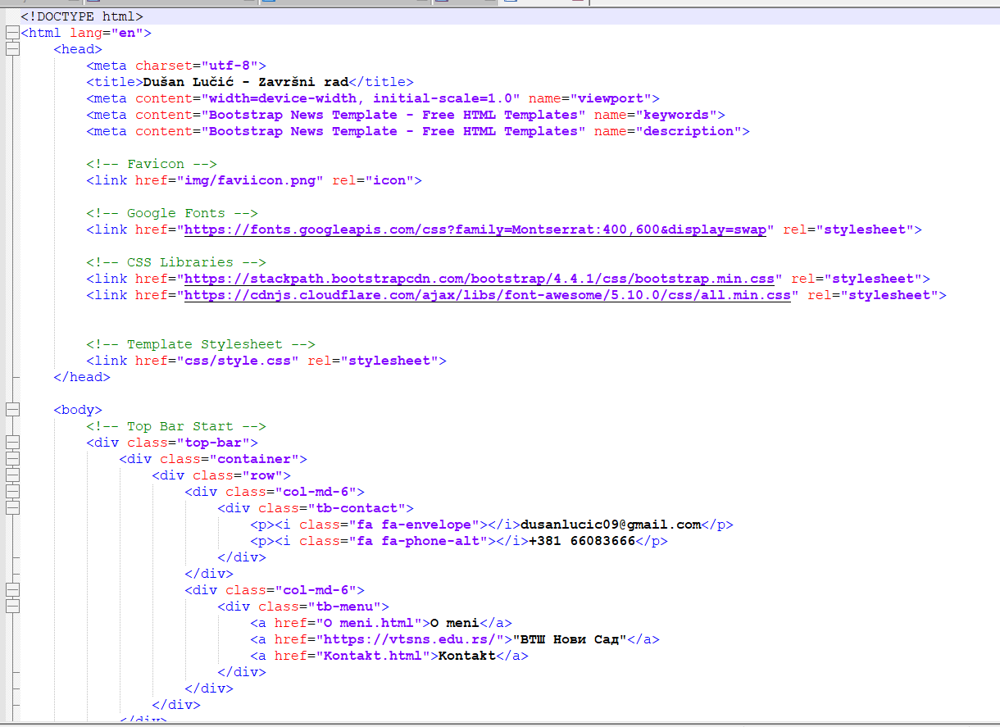 <!DOCTYPE html>
<html lang="en">
<head>
<meta charset="utf-8">
<title>Dušan Lučić - Završni rad</title>
<meta content="width=device-width, initial-scale=1.0" name="viewport">
<meta content="Bootstrap News Template - Free HTML Templates" name="keywords">
<meta content="Bootstrap News Template - Free HTML Templates" name="description">
<!-- Favicon -->
<link href="img/faviicon.png" rel="icon">
<!-- Google Fonts -->
<link href="https://fonts.googleapis.com/css?family=Montserrat:400,600&display=swap" rel="stylesheet">
<!-- CSS Libraries -->
<link href="https://stackpath.bootstrapcdn.com/bootstrap/4.4.1/css/bootstrap.min.css" rel="stylesheet">
<link href="https://cdnjs.cloudflare.com/ajax/libs/font-awesome/5.10.0/css/all.min.css" rel="stylesheet">
<!-- Template Stylesheet -->
<link href="css/style.css" rel="stylesheet">
</head>
<body>
<!-- Top Bar Start -->
<div class="top-bar">
<div class="container">
<div class="row">
<div class="col-md-6">
<div class="tb-contact">
<p><i class="fa fa-envelope"></i>dusanlucic09@gmail.com</p>
<p><i class="fa fa-phone-alt"></i>+381 66083666</p>
</div>
</div>
<div class="col-md-6">
<div class="tb-menu">
<a href="O meni.html">O meni</a>
<a href="https://vtsns.edu.rs/">"ВТШ Нови Сад"</a>
<a href="Kontakt.html">Kontakt</a>
</div>
</div>
</div>
</div>